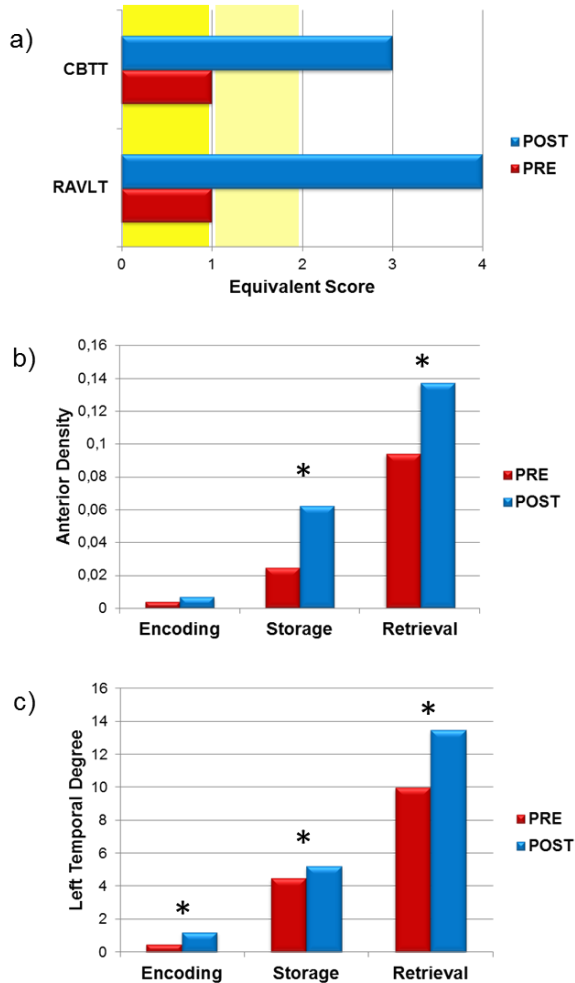 a)
CBTT
RAVLT
0 1 2 3 4
Equivalent Score
POST
PRE
b)
Anterior Density
0,16
0,14
0,12
0,1
0,08
0,06
0,04
0,02
0
*
*
Encoding Storage Retrieval
PRE
POST
c)
Left Temporal Degree
16
14
12
10
8
6
4
2
0
*
*
*
Encoding Storage Retrieval
PRE
POST